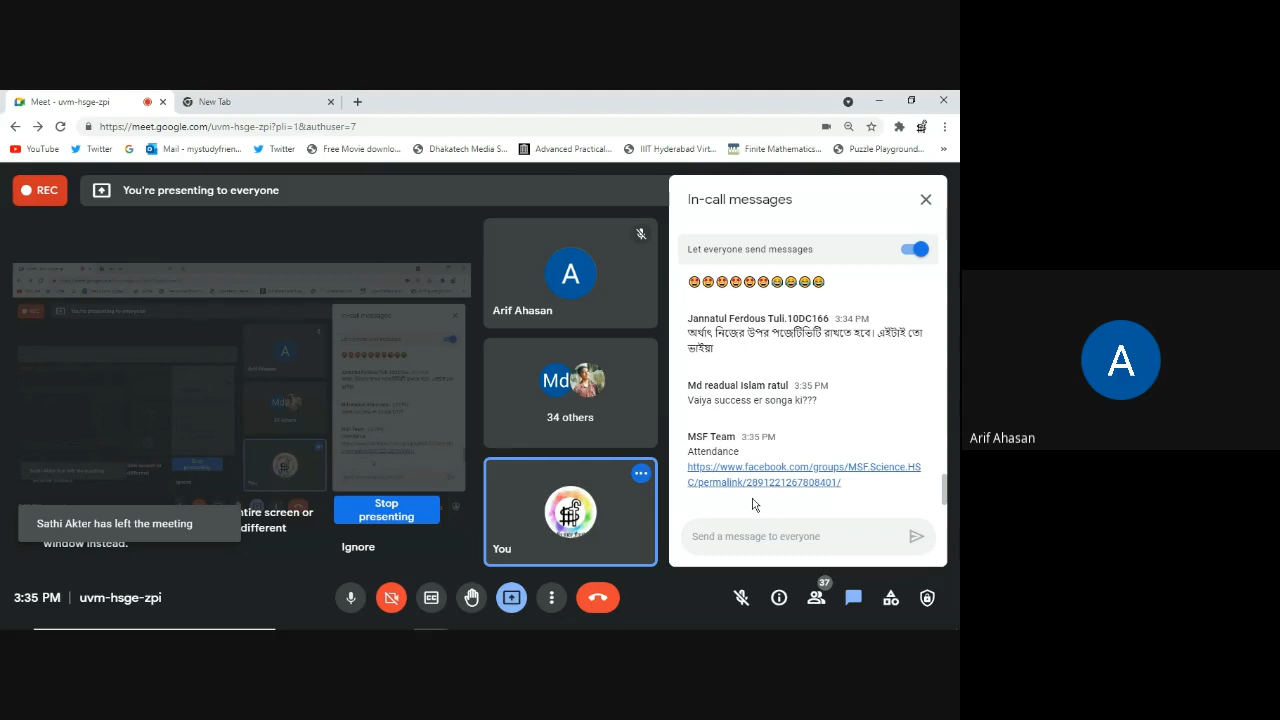 Meet - uvm-hsge-zpi
New Tab
https://meet.google.com/uvm-hsge-zpi?pli=1&authuser=7
YouTube
Twitter
Mail - mystudyfrien...
Twitter
Free Movie downlo...
Dhakatech Media S...
Advanced Practical...
IIIT Hyderabad Virt...
Finite Mathematics...
Puzzle Playground...
REC
You're presenting to everyone
In-call messages
Let everyone send messages
🤩🤩🤩🤩🤩🤩😂😂😂😂
Jannatul Ferdous Tuli.10DC166 3:34 PM
অর্থাৎ নিজের উপর পজেটিভিটি রাখতে হবে। এইটাই তো
ভাইয়া
Md readual Islam ratul 3:35 PM
Vaiya success er songa ki???
MSF Team 3:35 PM
Attendance
https://www.facebook.com/groups/MSF.Science.HS
C/permalink/2891221267808401/
Send a message to everyone
A
Arif Ahasan
Md
34 others
You
Sathi Akter has left the meeting
ntire screen or
different
window instead.
Stop
presenting
Ignore
3:35 PM | uvm-hsge-zpi
37
A
Arif Ahasan